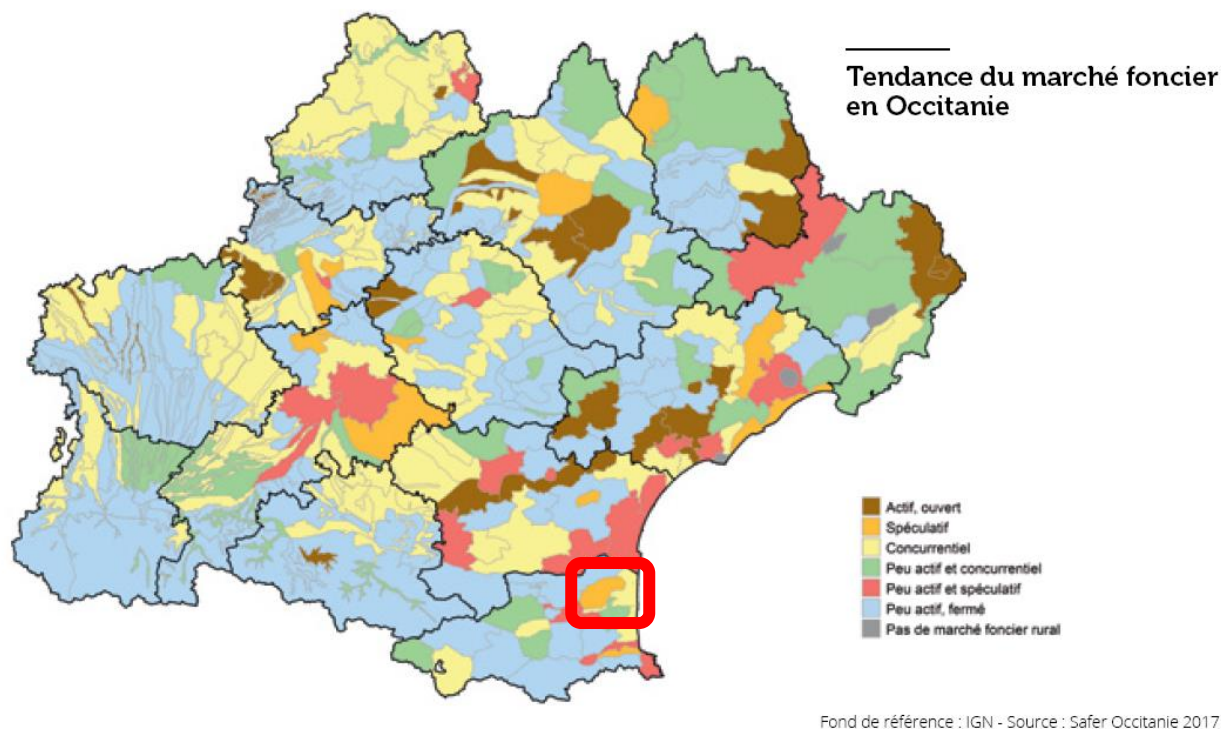 Tendance du marché foncier
en Occitanie
Actif, ouvert
Spéculatif
Concurrentiel
Peu actif et concurrentiel
Peu actif et spéculatif
Peu actif, fermé
Pas de marché foncier rural
Fond de référence : IGN - Source : Safer Occitanie 2017